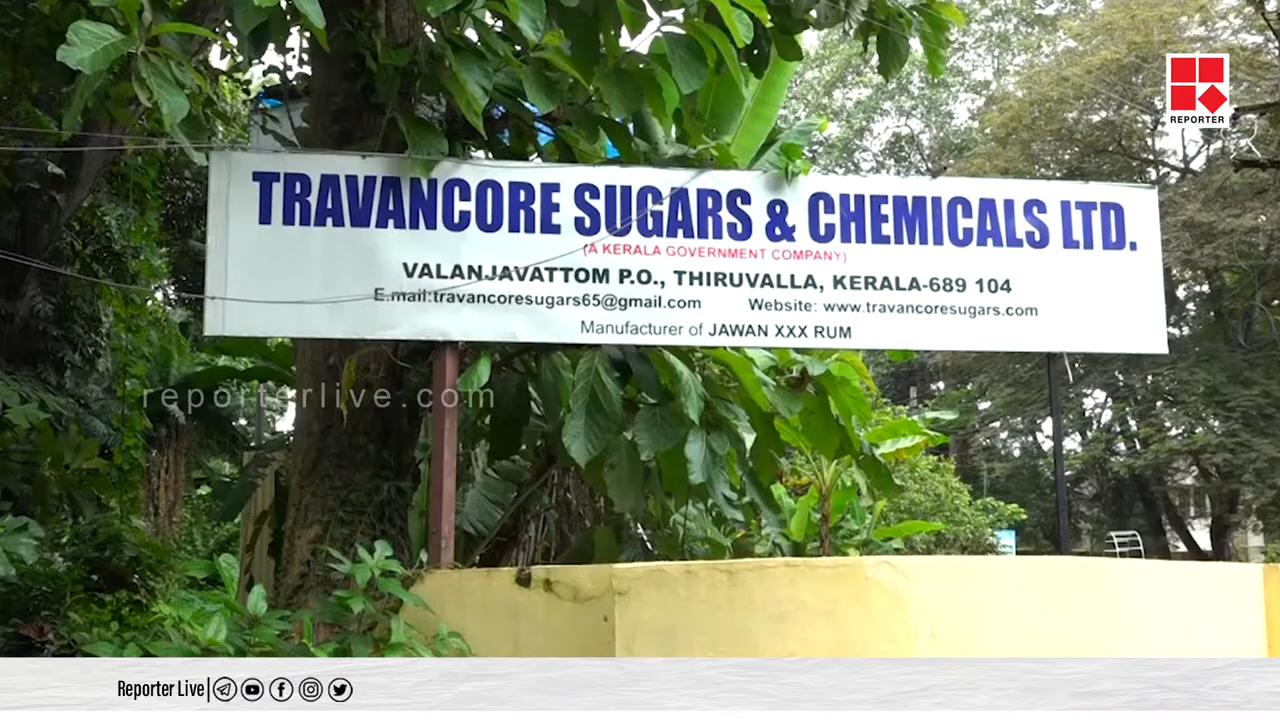 REPORTER
TRAVANCORE SUGARS & CHEMICALS LTD.
(A KERALA GOVERNMENT COMPANY)
VALANJAVATTOM P.O., THIRUVALLA, KERALA-689 104
E.mail:travancoresugars65@gmail.com Website: www.travancoresugars.com
Manufacturer of JAWAN XXX RUM
reporterlive.com
Reporter Live